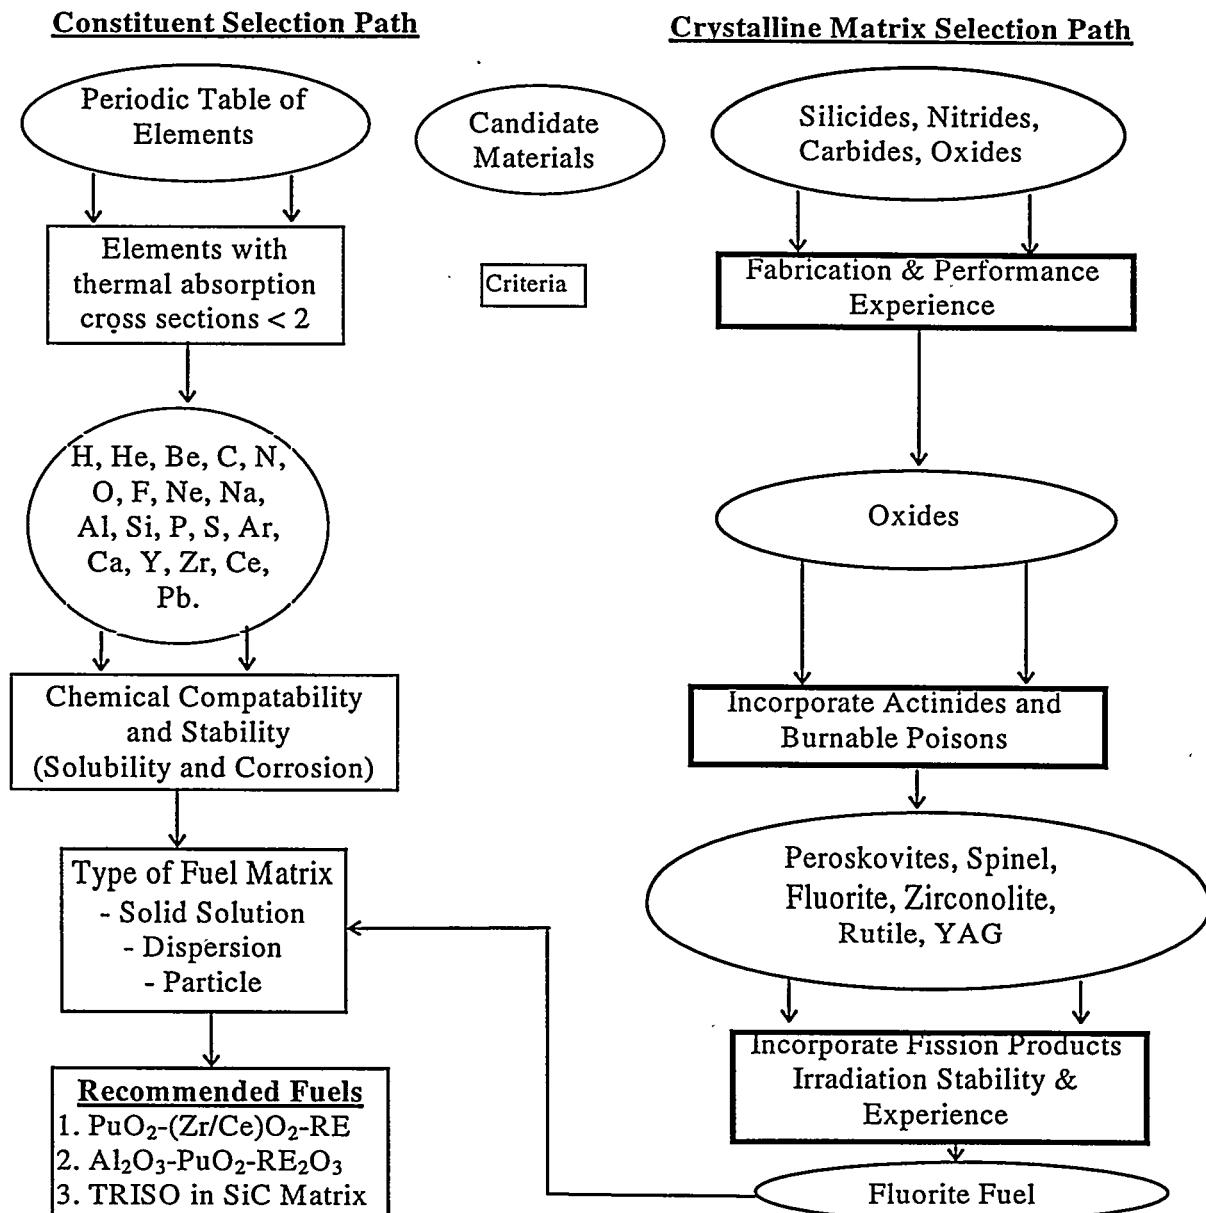 Constituent Selection Path
Periodic Table of
Elements
Elements with
thermal absorption
cross sections < 2
H, He, Be, C, N,
O, F, Ne, Na,
Al, Si, P, S, Ar,
Ca, Y, Zr, Ce,
Pb.
Chemical Compatability
and Stability
(Solubility and Corrosion)
Type of Fuel Matrix
- Solid Solution
- Dispersion
- Particle
Recommended Fuels
1. PuO₂-(Zr/Ce)O₂-RE
2. Al₂O₃-PuO₂-RE₂O₃
3. TRISO in SiC Matrix
Candidate
Materials
Criteria
Crystalline Matrix Selection Path
Silicides, Nitrides,
Carbides, Oxides
Fabrication & Performance
Experience
Oxides
Incorporate Actinides and
Burnable Poisons
Peroskovites, Spinel,
Fluorite, Zirconolite,
Rutile, YAG
Incorporate Fission Products
Irradiation Stability &
Experience
Fluorite Fuel